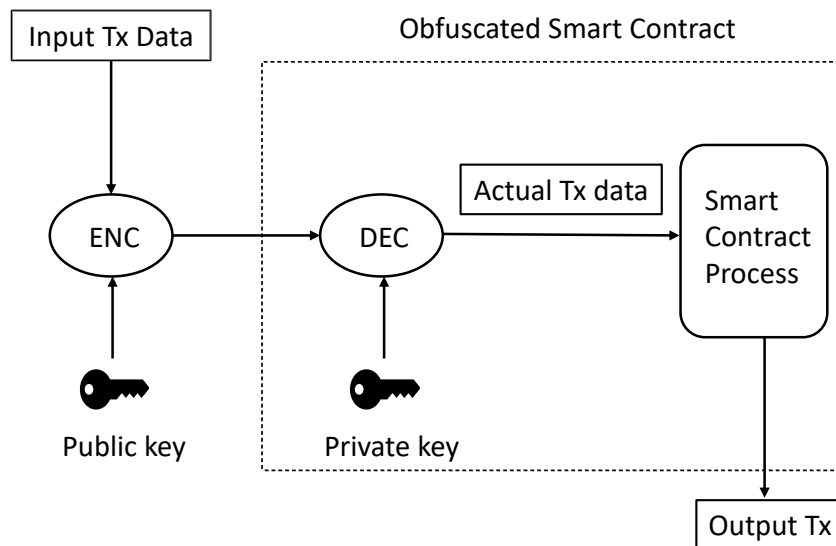 Input Tx Data
Obfuscated Smart Contract
Actual Tx data
ENC
DEC
Smart
Contract
Process
Public key
Private key
Output Tx